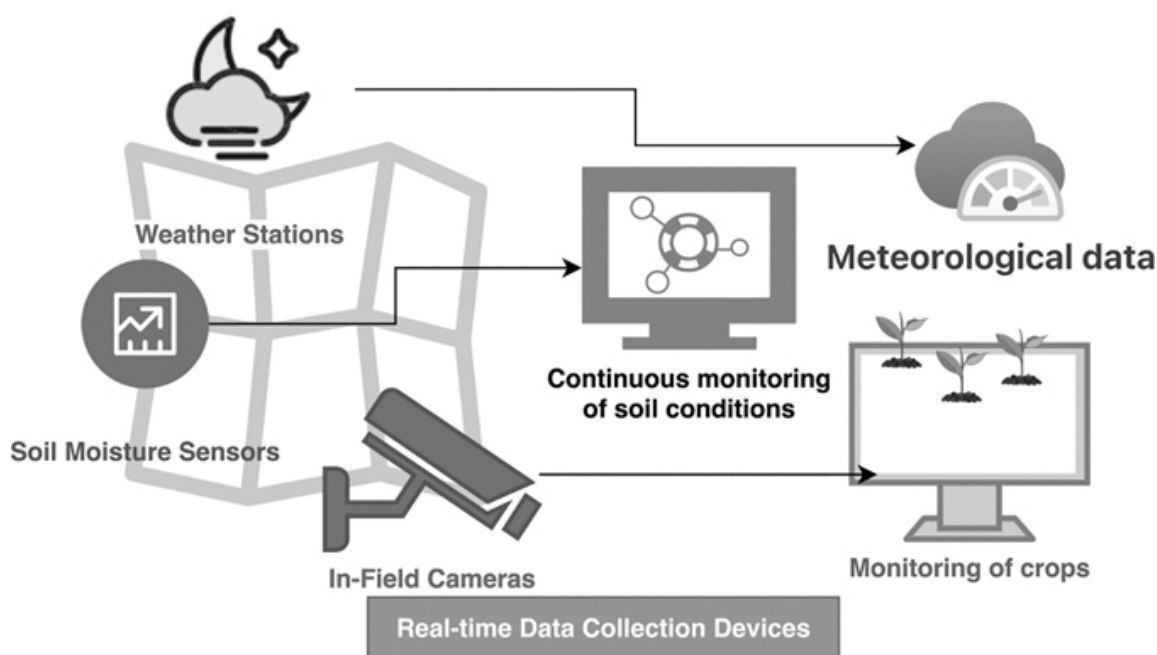 Weather Stations
Meteorological data
Continuous monitoring
of soil conditions
Soil Moisture Sensors
In-Field Cameras
Monitoring of crops
Real-time Data Collection Devices